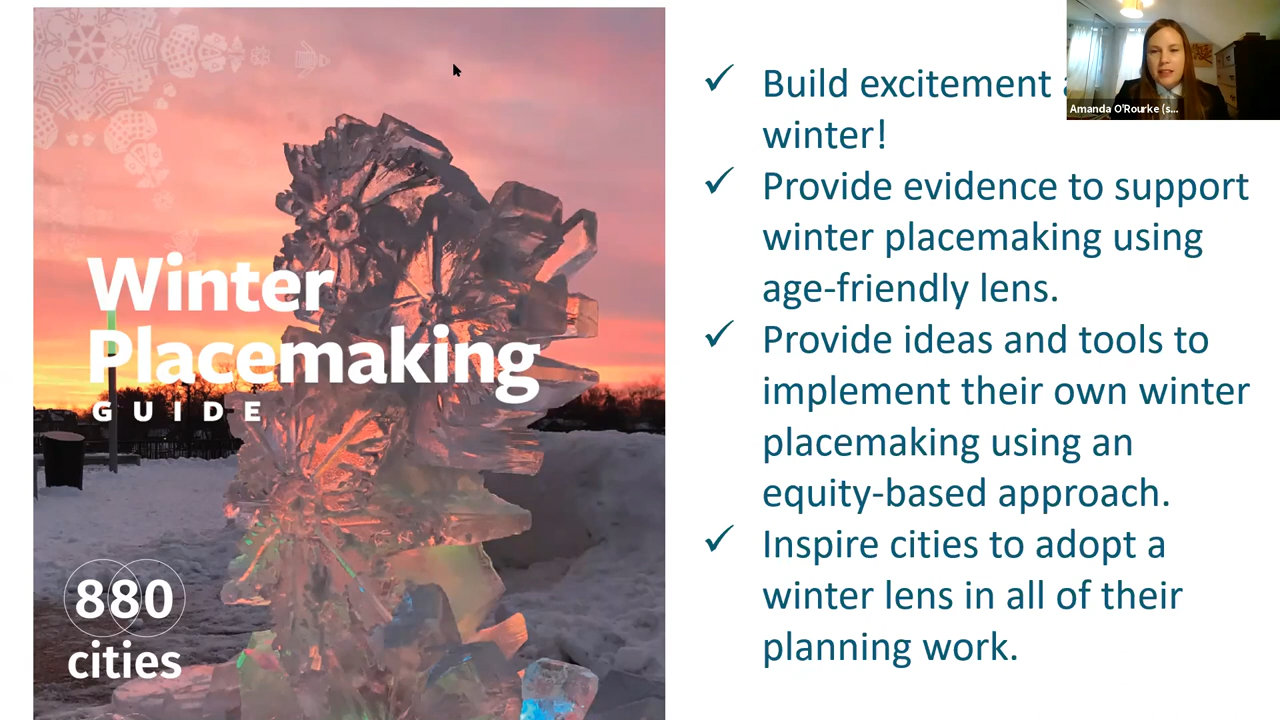 Winter
Placemaking
GUIDE
880
cities
✓ Build excitement
winter!
✓ Provide evidence to support
winter placemaking using
age-friendly lens.
✓ Provide ideas and tools to
implement their own winter
placemaking using an
equity-based approach.
✓ Inspire cities to adopt a
winter lens in all of their
planning work.
Amanda O'Rourke (s...